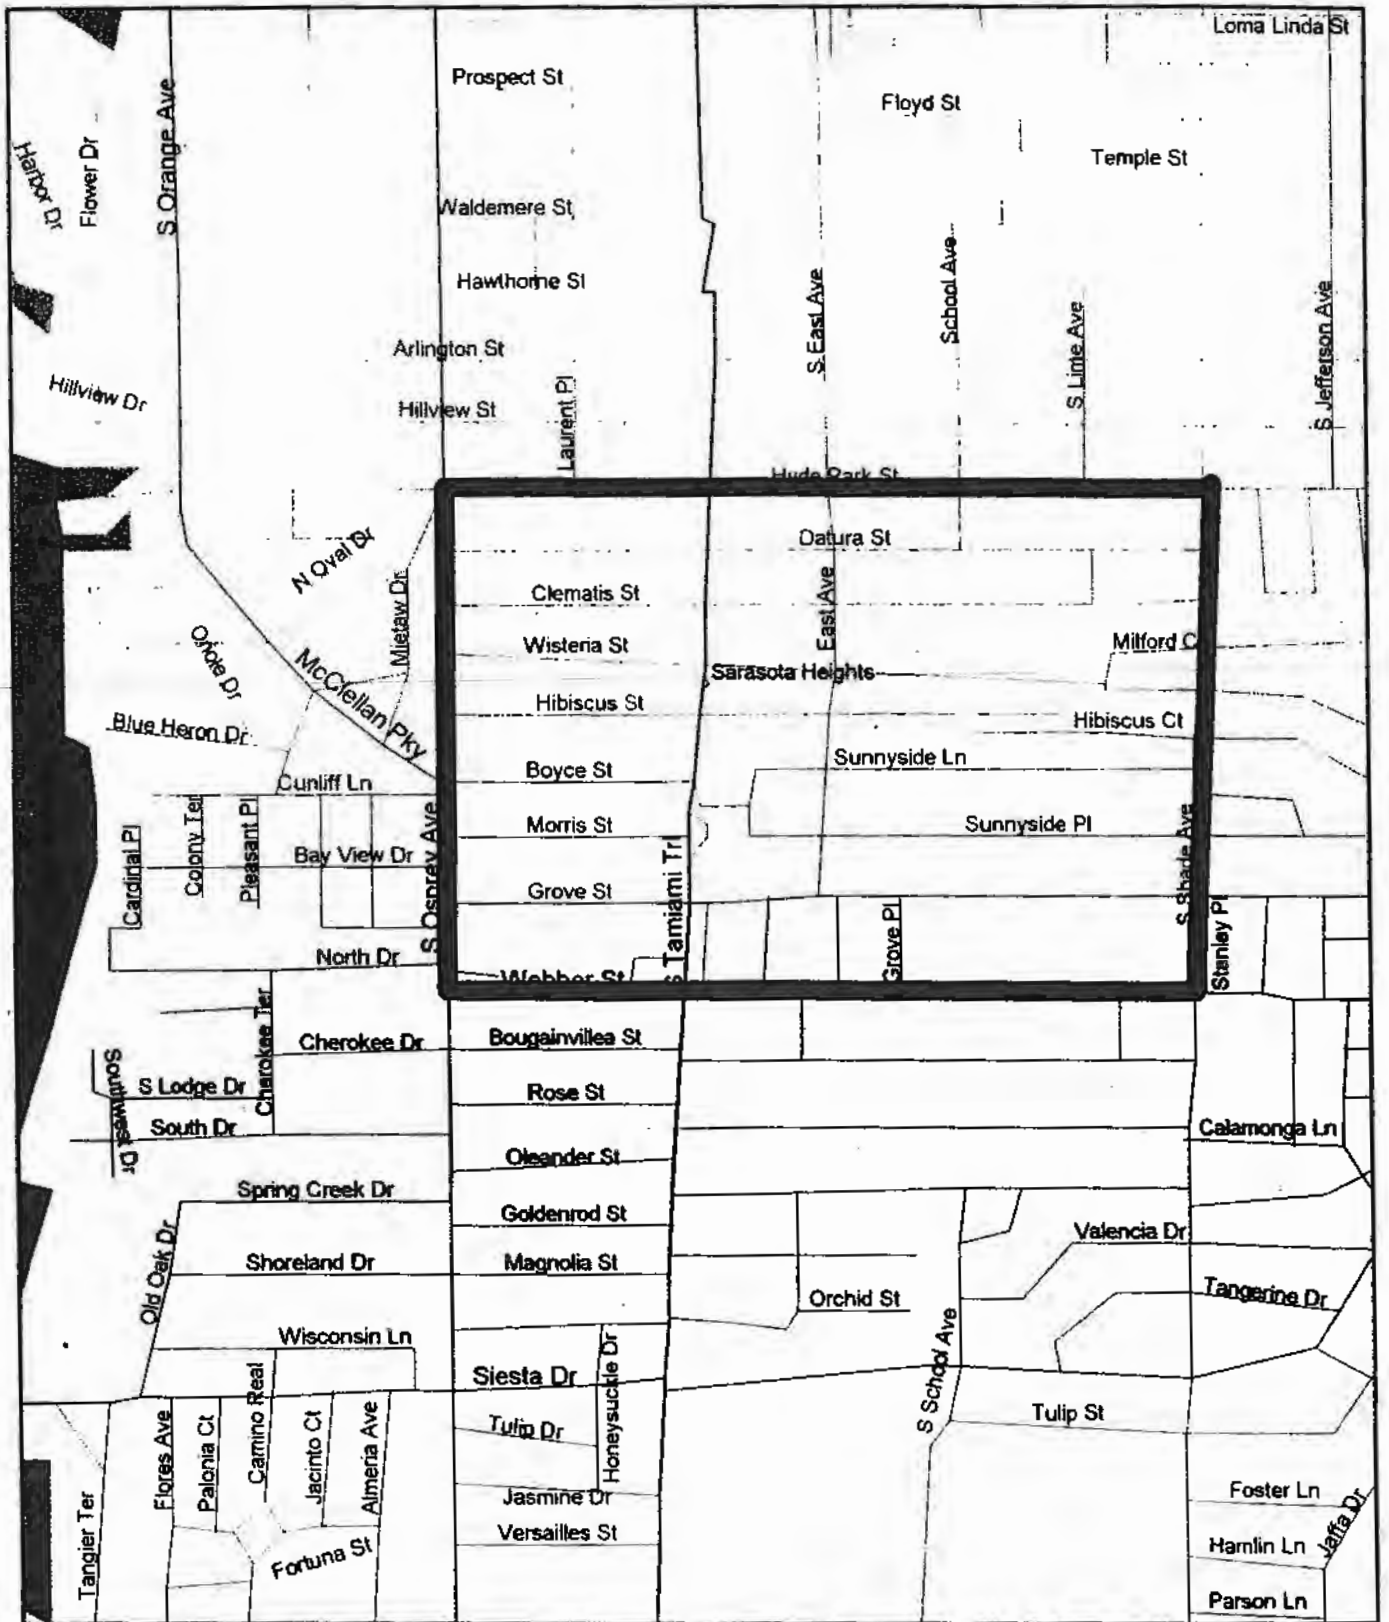 Loma Linda St
Prospect St
Floyd St
S Orange Ave
Flower Dr
Harbor Dr
Temple St
Waldemere St
Hawthorne St
S East Ave
School Ave
S Lime Ave
S Jefferson Ave
Arlington St
Hillview Dr
Hillview St
Laurent Pl
Hyde Park St
Datura St
N Oval Dr
Clematis St
East Ave
Mietaw Dr
Wisteria St
Milford C
Oriole Dr
McClellan Pky
Sarasota Heights
Hibiscus St
Hibiscus Ct
Blue Heron Dr
Sunnyside Ln
Boyce St
Cunliff Ln
Morris St
Sunnyside Pl
Cardinal Pl
Colony Ter
Pleasant Pl
Bay View Dr
S Osprey Ave
S Tamiami Trl
S Shade Ave
Grove St
Grove Pl
Stanley Pl
North Dr
Webber St
Cherokee Ter
Cherokee Dr
Bougainvillea St
Southwest Dr
S Lodge Dr
Rose St
South Dr
Calamonga Ln
Oleander St
Spring Creek Dr
Goldenrod St
Valencia Dr
Old Oak Dr
Shoreland Dr
Magnolia St
Orchid St
Tangerine Dr
Wisconsin Ln
Honeysuckle Dr
S School Ave
Siesta Dr
Tulip Dr
Tulip St
Flores Ave
Palonia Ct
Camino Real
Jacinto Ct
Almeria Ave
Tangier Ter
Jasmine Dr
Foster Ln
Versailles St
Jaffa Dr
Fortuna St
Hamlin Ln
Parson Ln